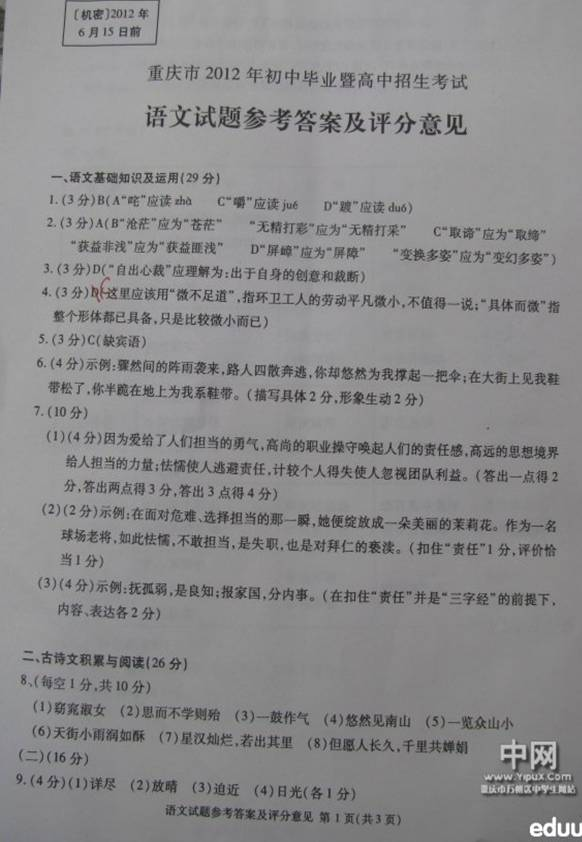 〔机密〕2012年
6月15日前
重庆市2012年初中毕业暨高中招生考试
语文试题参考答案及评分意见
一、语文基础知识及运用(29分)
1.(3分)B(A“咤”应读zhà C“嚼”应读jué D“踱”应读duó)
2.(3分)A(B“沧茫”应为“苍茫” “无精打彩”应为“无精打采” C“取谛”应为“取缔”
“获益非浅”应为“获益匪浅” D“屏嶂”应为“屏障” “变换多姿”应为“变幻多姿”)
3.(3分)D(“自出心裁”应理解为:出于自身的创意和裁断)
4.(3分)(这里应该用“微不足道”,指环卫工人的劳动平凡微小,不值得一说;“具体而微”指
整个形体都已具备,只是比较微小而已)
5.(3分)C(缺宾语)
6.(4分)示例:骤然间的阵雨袭来,路人四散奔逃,你却悠然为我撑起一把伞;在大街上见我鞋
带松了,你半跪在地上为我系鞋带。(描写具体2分,形象生动2分)
7.(10分)
(1)(4分)因为爱给了人们担当的勇气,高尚的职业操守唤起人们的责任感,高远的思想境界
给人担当的力量;怯懦使人逃避责任,计较个人得失使人忽视团队利益。(答出一点得2
分,答出两点得3分,答出3点得4分)
(2)(2分)示例:在面对危难、选择担当的那一瞬,她便绽放成一朵美丽的茉莉花。作为一名
球场老将,如此怯懦,不敢担当,是失职,也是对拜仁的亵渎。(扣住“责任”1分,评价恰
当1分)
(3)(4分)示例:抚孤弱,是良知;报家国,分内事。(在扣住“责任”并是“三字经”的前提下,
内容、表达各2分)
二、古诗文积累与阅读(26分)
8、(每空1分,共10分)
(1)窈窕淑女 (2)思而不学则殆 (3)一鼓作气 (4)悠然见南山 (5)一览众山小
(6)天街小雨润如酥 (7)星汉灿烂,若出其里 (8)但愿人长久,千里共婵娟
(二)(16分)
9.(4分)(1)详尽 (2)放晴 (3)迫近 (4)日光(各1分)
语文试题参考答案及评分意见 第1页(共3页)
中网
www.YipuX.Com
重庆市万州区中学生网站
eduu